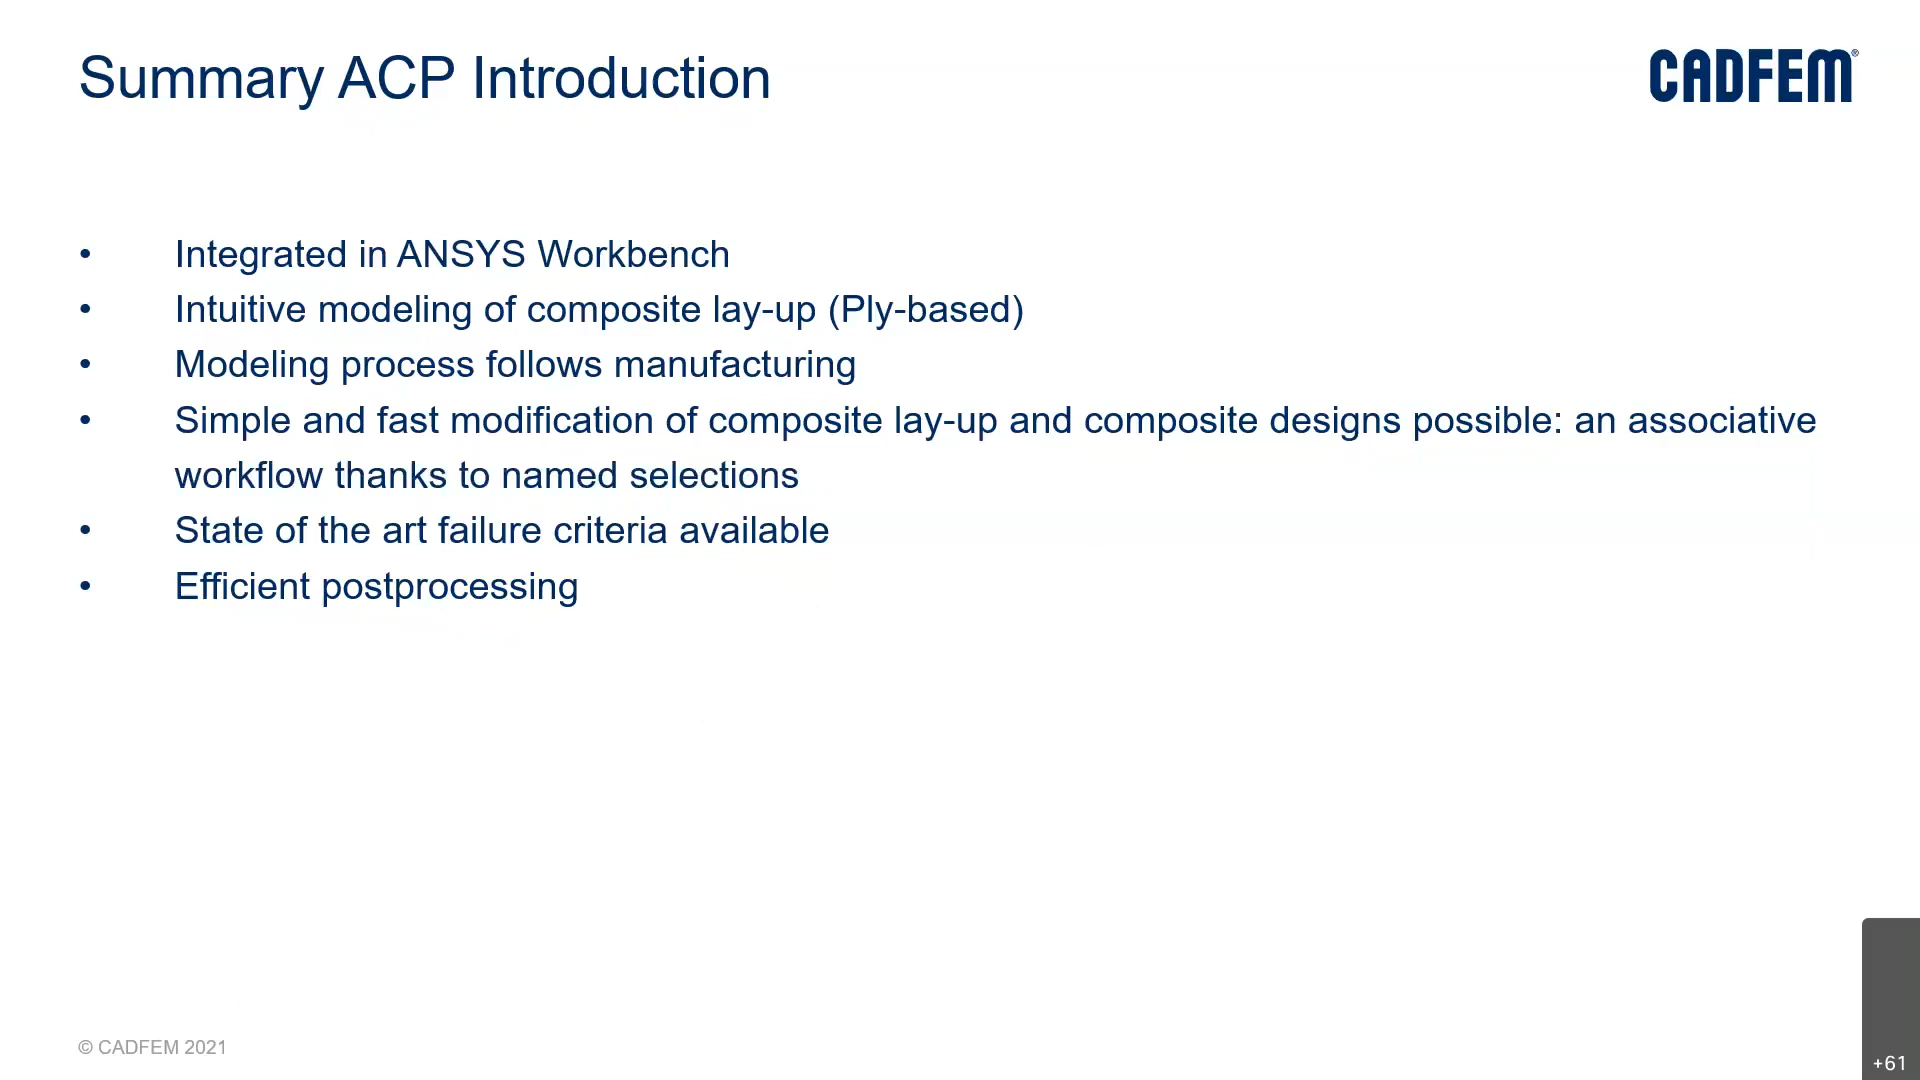 Summary ACP Introduction
CADFEM®
• Integrated in ANSYS Workbench
• Intuitive modeling of composite lay-up (Ply-based)
• Modeling process follows manufacturing
• Simple and fast modification of composite lay-up and composite designs possible: an associative
workflow thanks to named selections
• State of the art failure criteria available
• Efficient postprocessing
© CADFEM 2021
+61